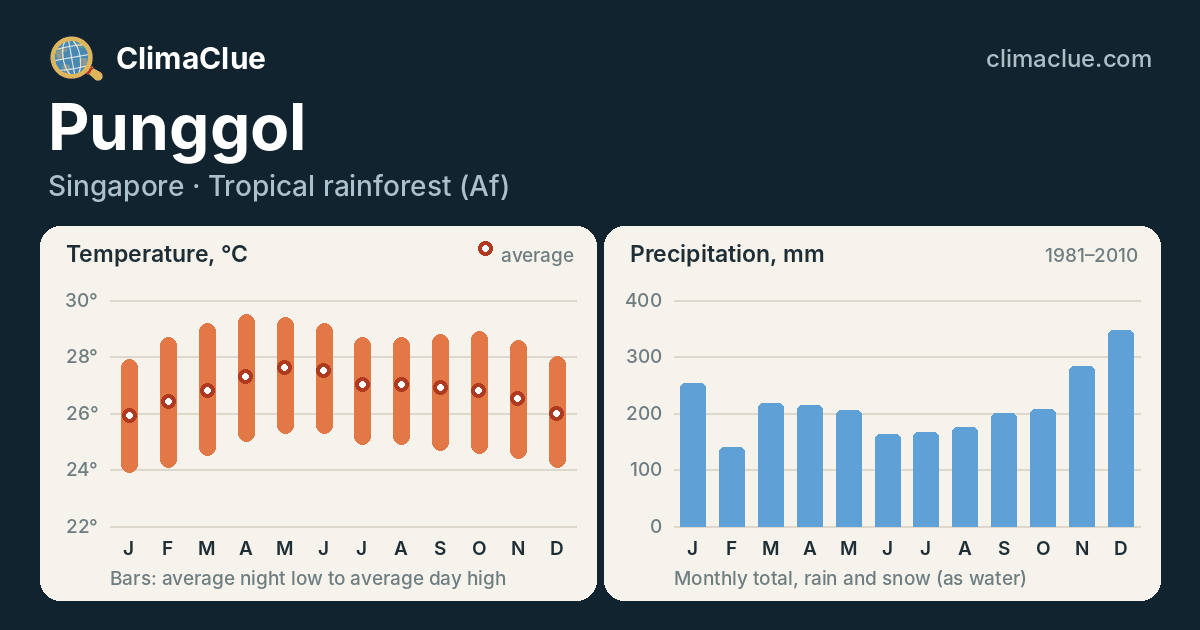 ClimaClue
climaclue.com
Punggol
Singapore · Tropical rainforest (Af)
Temperature, °C
average
30°
28°
26°
24°
22°
J F M A M J J A S O N D
Bars: average night low to average day high
Precipitation, mm
1981–2010
400
300
200
100
0
J F M A M J J A S O N D
Monthly total, rain and snow (as water)